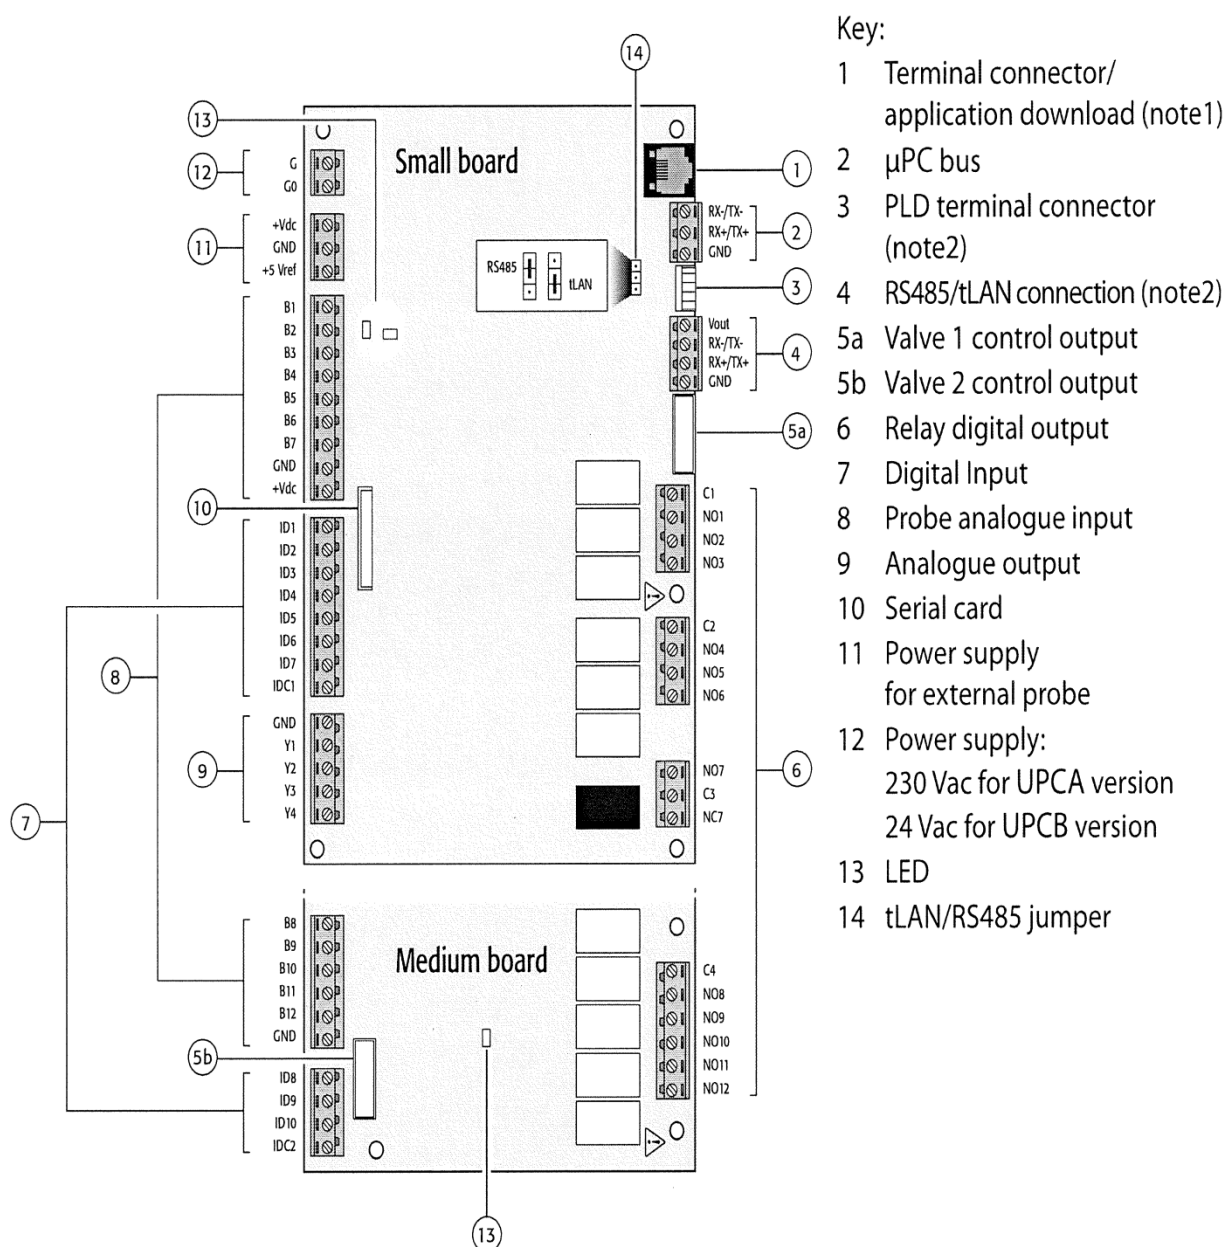 14
13
12
G
G0
Small board
1
11
+Vdc
GND
+5 Vref
RX-/TX-
RX+/TX+
GND
2
RS485
tLAN
3
B1
B2
B3
B4
B5
B6
B7
GND
+Vdc
Vout
RX-/TX-
RX+/TX+
GND
4
5a
10
C1
NO1
NO2
NO3
ID1
ID2
ID3
ID4
ID5
ID6
ID7
IDC1
C2
NO4
NO5
NO6
8
9
GND
Y1
Y2
Y3
Y4
NO7
C3
NC7
6
7
B8
B9
B10
B11
B12
GND
Medium board
C4
NO8
NO9
NO10
NO11
NO12
5b
ID8
ID9
ID10
IDC2
13
Key:
1 Terminal connector/
application download (note1)
2 µPC bus
3 PLD terminal connector
(note2)
4 RS485/tLAN connection (note2)
5a Valve 1 control output
5b Valve 2 control output
6 Relay digital output
7 Digital Input
8 Probe analogue input
9 Analogue output
10 Serial card
11 Power supply
for external probe
12 Power supply:
230 Vac for UPCA version
24 Vac for UPCB version
13 LED
14 tLAN/RS485 jumper